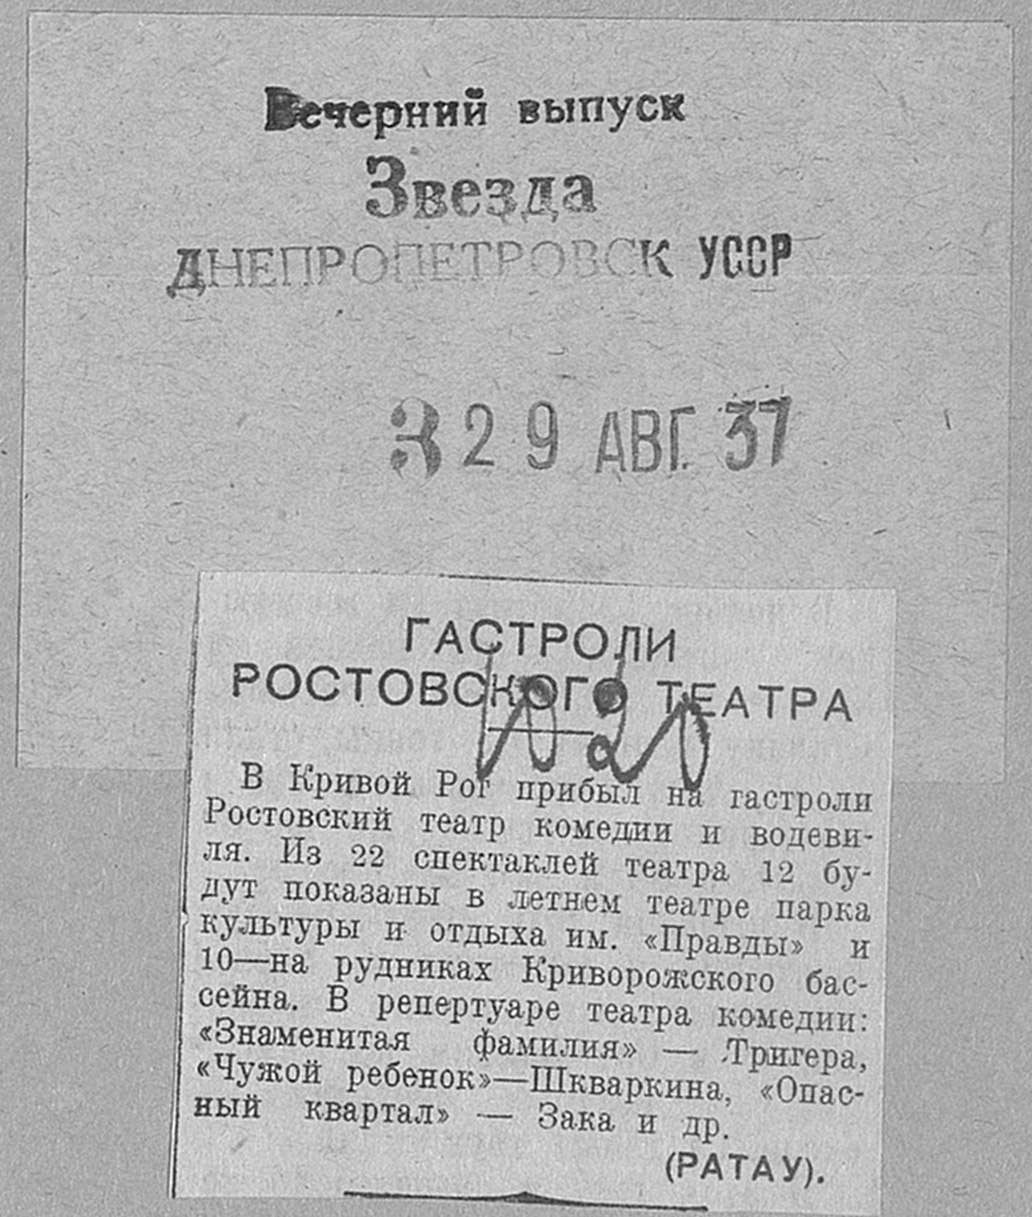 Вечерний выпуск
Звезда
ДНЕПРОПЕТРОВСК УССР
29 АВГ. 37
ГАСТРОЛИ
РОСТОВСКОГО ТЕАТРА
В Кривой Рог прибыл на гастроли
Ростовский театр комедии и водеви-
ля. Из 22 спектаклей театра 12 бу-
дут показаны в летнем театре парка
культуры и отдыха им. «Правды» и
10—на рудниках Криворожского бас-
сейна. В репертуаре театра комедии:
«Знаменитая фамилия» — Тригера,
«Чужой ребенок»—Шкваркина, «Опас-
ный квартал» — Зака и др.
(РАТАУ).